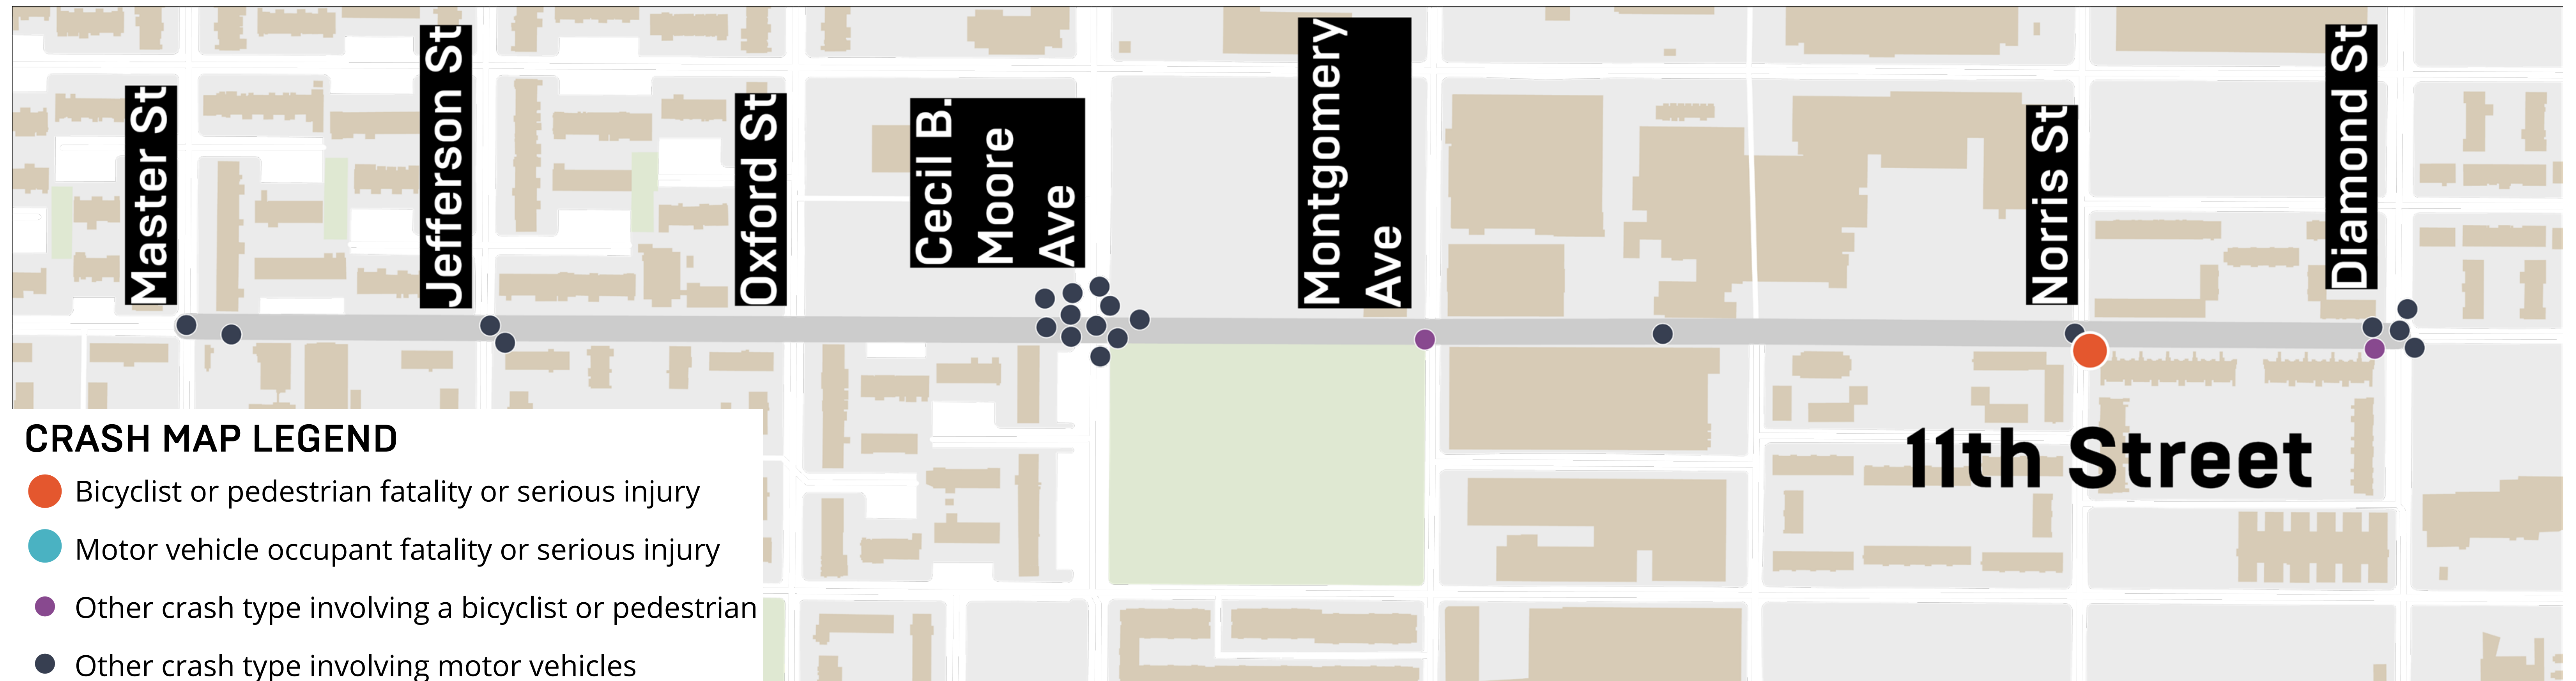 Master St
Jefferson St
Oxford St
Cecil B.
Moore
Ave
Montgomery
Ave
Norris St
Diamond St
11th Street
CRASH MAP LEGEND
Bicyclist or pedestrian fatality or serious injury
Motor vehicle occupant fatality or serious injury
Other crash type involving a bicyclist or pedestrian
Other crash type involving motor vehicles